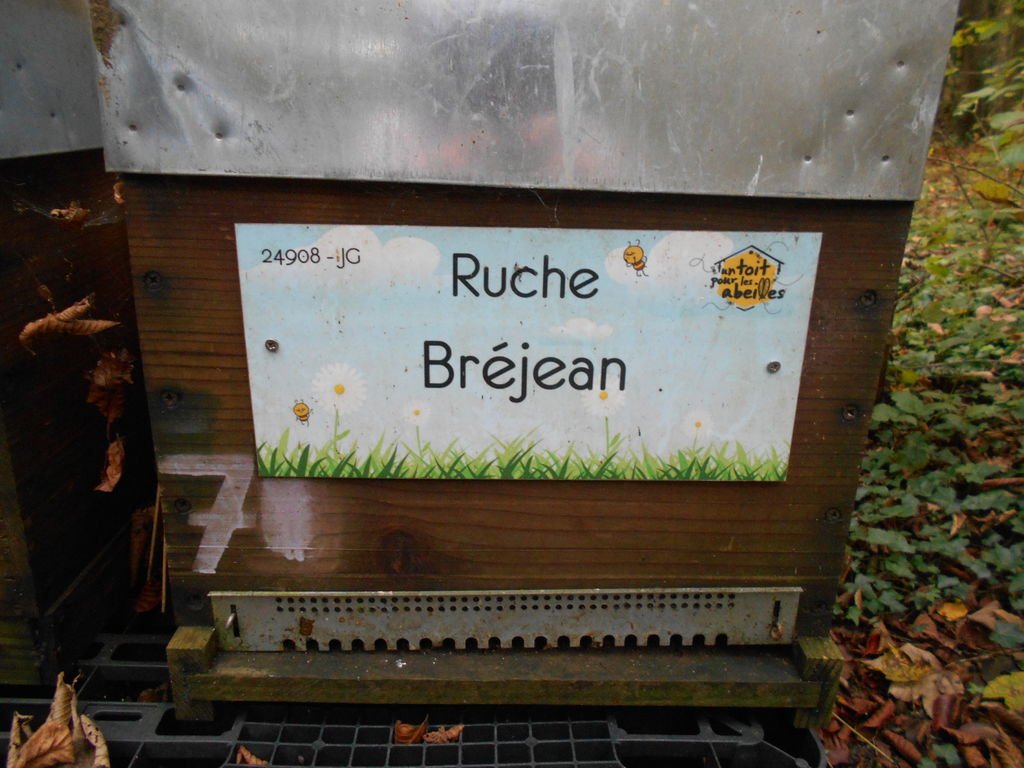 24908 - JG
Ruche
Bréjean
un toit
pour les
abeilles
7